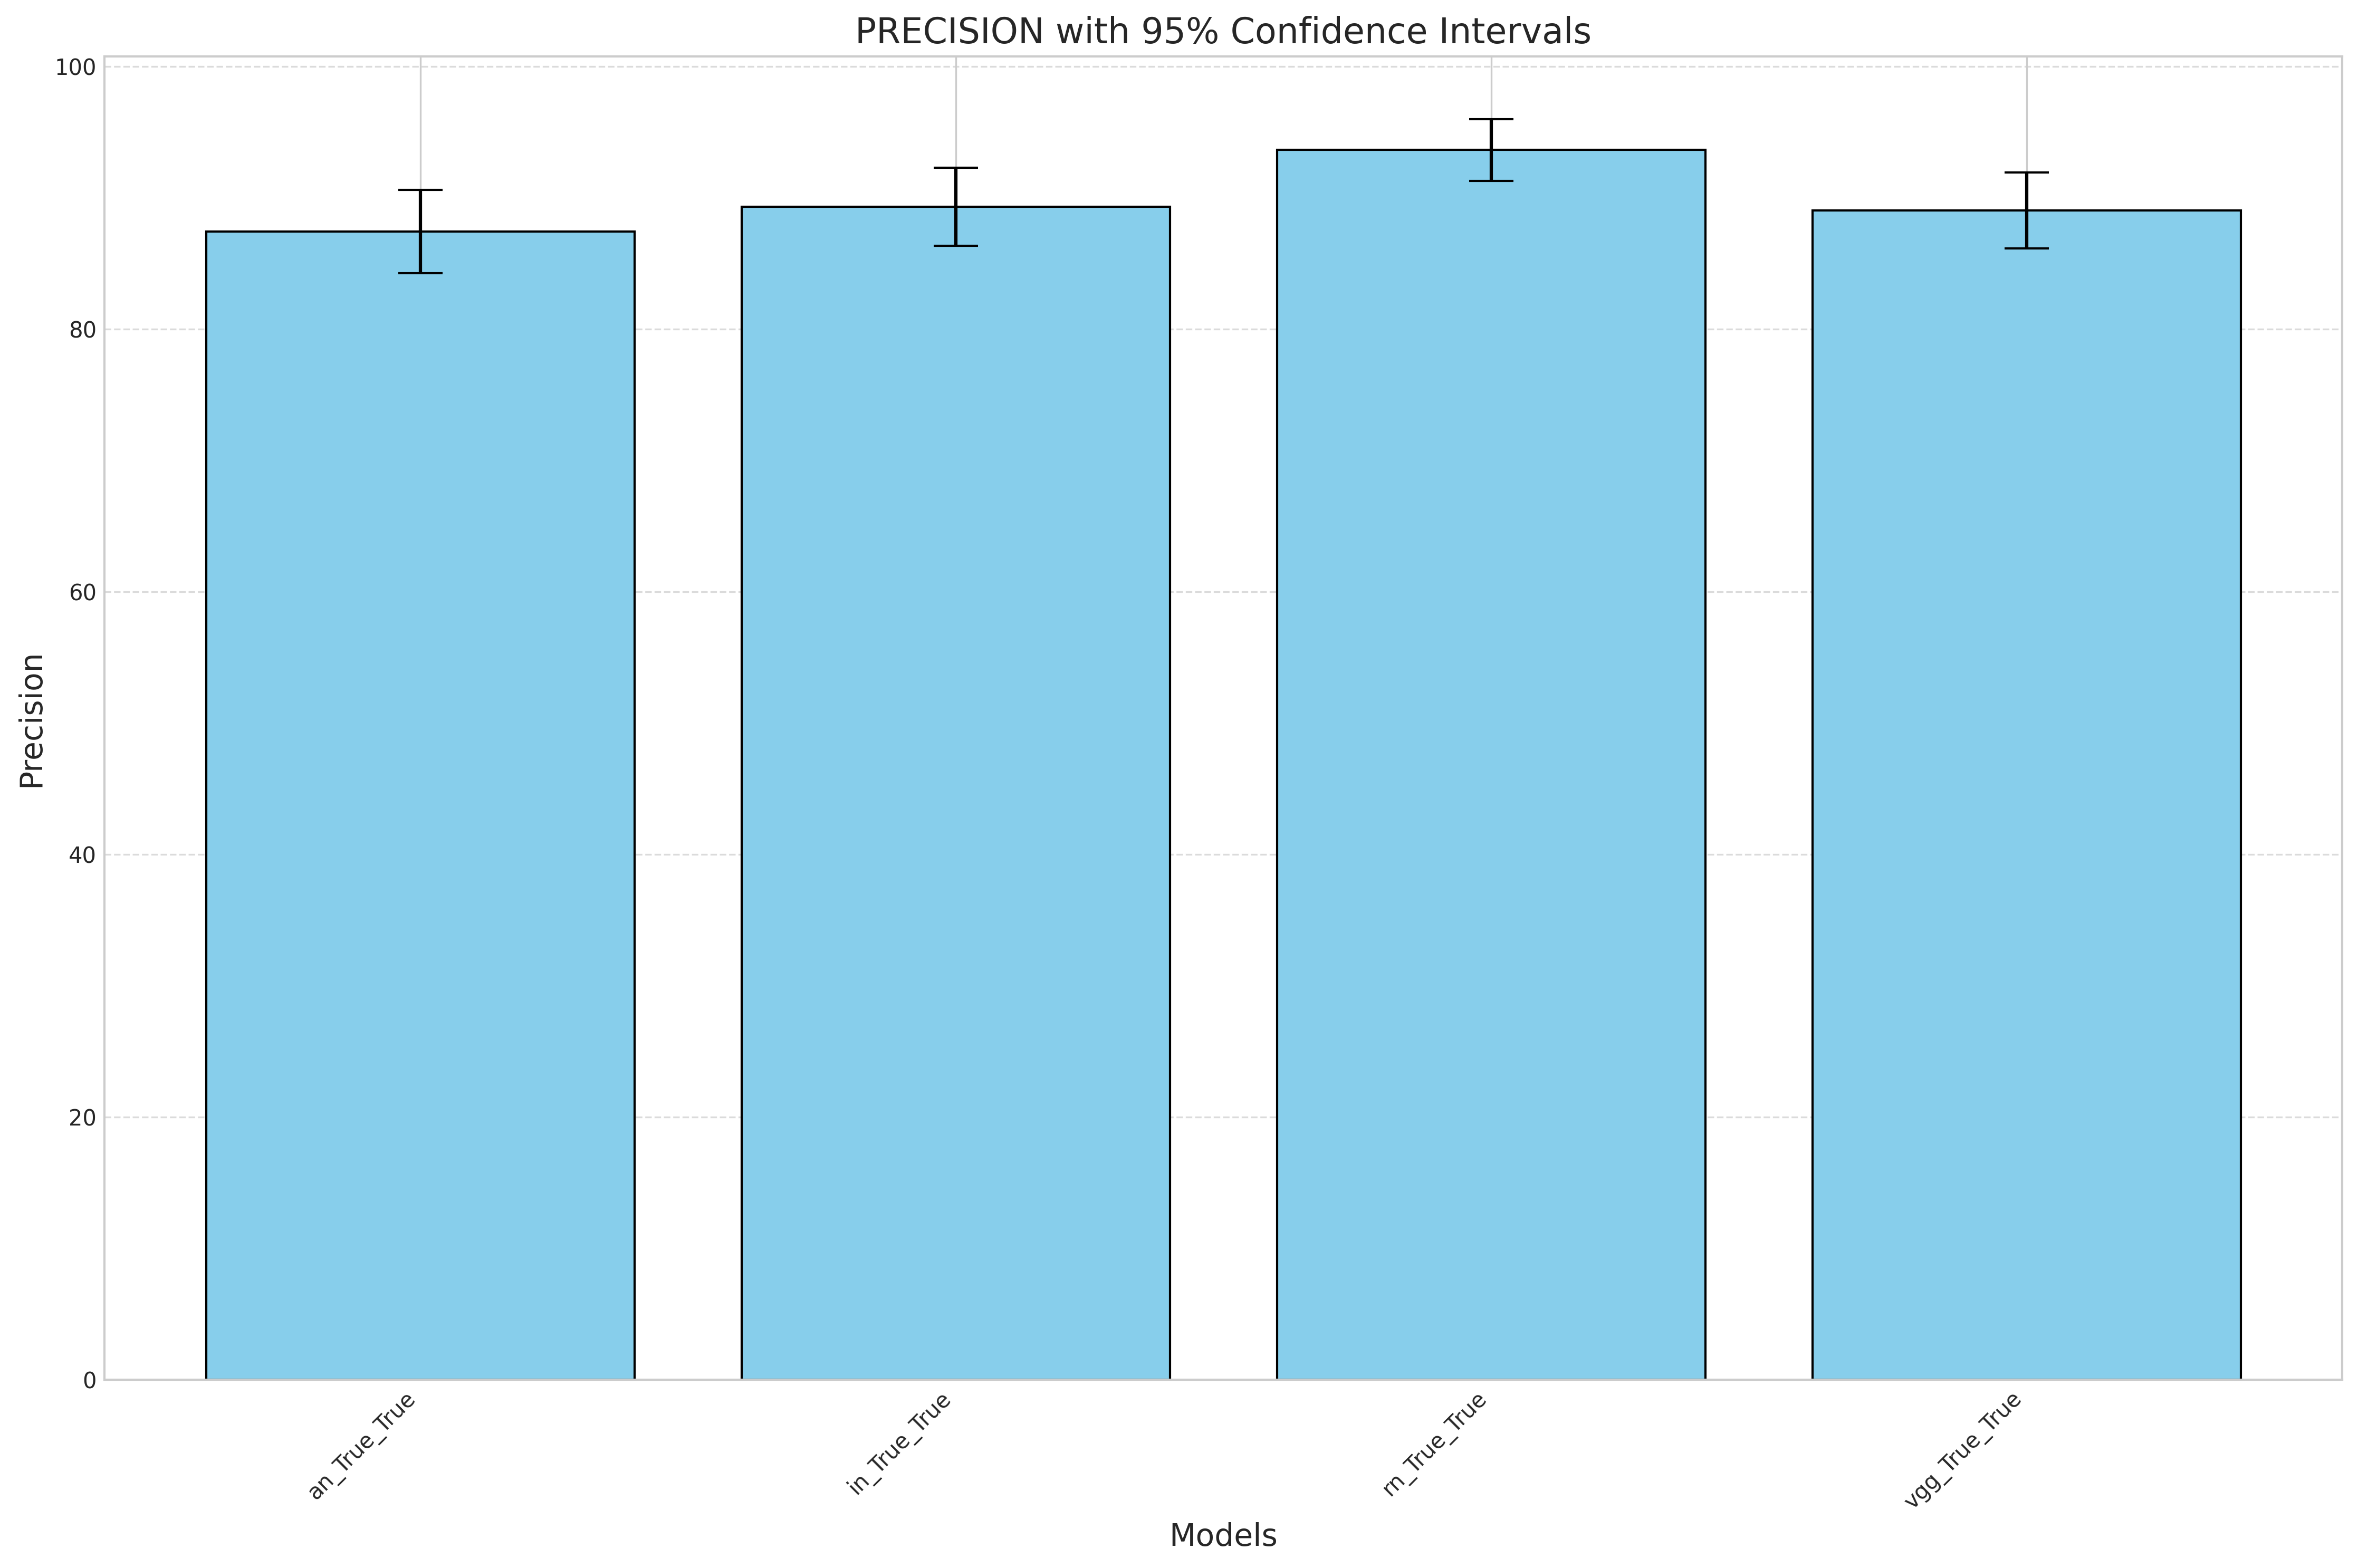 PRECISION with 95% Confidence Intervals
100
80
60
40
20
0
Precision
an_True_True
in_True_True
rn_True_True
vgg_True_True
Models